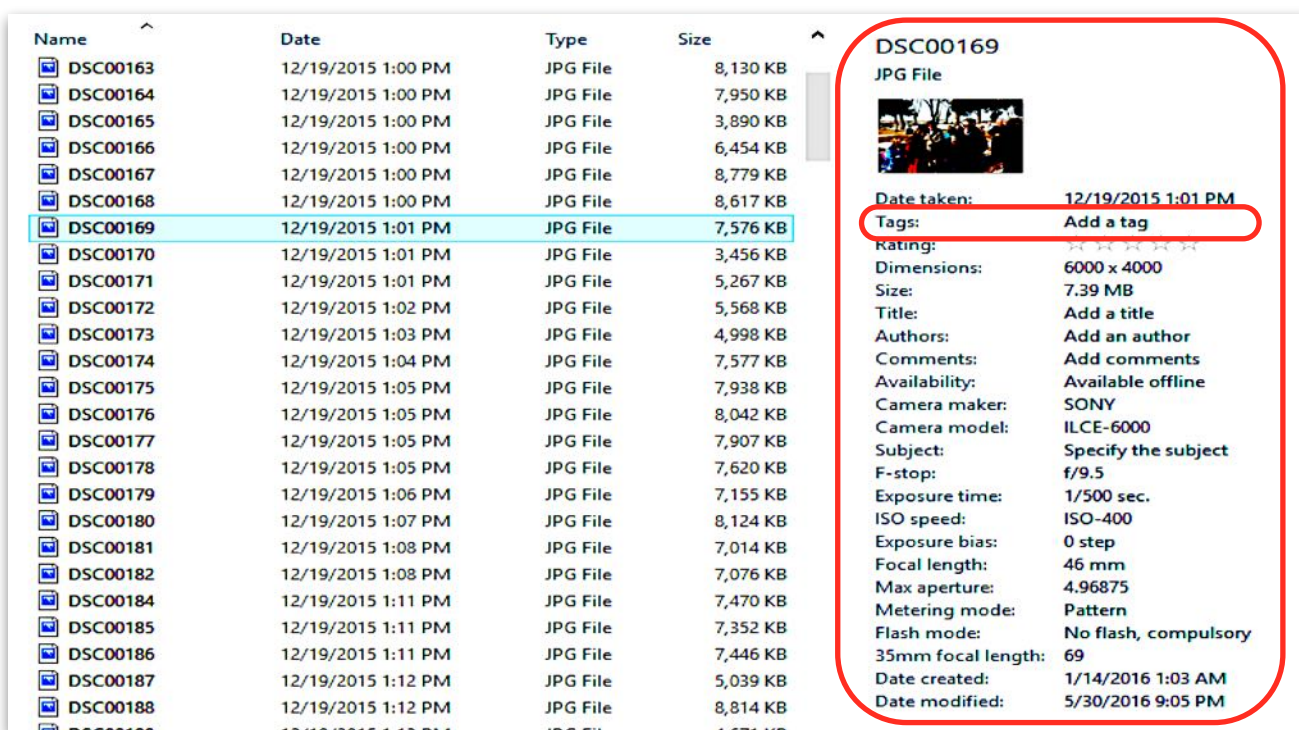 Name Date Type Size
DSC00163 12/19/2015 1:00 PM JPG File 8,130 KB
DSC00164 12/19/2015 1:00 PM JPG File 7,950 KB
DSC00165 12/19/2015 1:00 PM JPG File 3,890 KB
DSC00166 12/19/2015 1:00 PM JPG File 6,454 KB
DSC00167 12/19/2015 1:00 PM JPG File 8,779 KB
DSC00168 12/19/2015 1:00 PM JPG File 8,617 KB
DSC00169 12/19/2015 1:01 PM JPG File 7,576 KB
DSC00170 12/19/2015 1:01 PM JPG File 3,456 KB
DSC00171 12/19/2015 1:01 PM JPG File 5,267 KB
DSC00172 12/19/2015 1:02 PM JPG File 5,568 KB
DSC00173 12/19/2015 1:03 PM JPG File 4,998 KB
DSC00174 12/19/2015 1:04 PM JPG File 7,577 KB
DSC00175 12/19/2015 1:05 PM JPG File 7,938 KB
DSC00176 12/19/2015 1:05 PM JPG File 8,042 KB
DSC00177 12/19/2015 1:05 PM JPG File 7,907 KB
DSC00178 12/19/2015 1:05 PM JPG File 7,620 KB
DSC00179 12/19/2015 1:06 PM JPG File 7,155 KB
DSC00180 12/19/2015 1:07 PM JPG File 8,124 KB
DSC00181 12/19/2015 1:08 PM JPG File 7,014 KB
DSC00182 12/19/2015 1:08 PM JPG File 7,076 KB
DSC00184 12/19/2015 1:11 PM JPG File 7,470 KB
DSC00185 12/19/2015 1:11 PM JPG File 7,352 KB
DSC00186 12/19/2015 1:11 PM JPG File 7,446 KB
DSC00187 12/19/2015 1:12 PM JPG File 5,039 KB
DSC00188 12/19/2015 1:12 PM JPG File 8,814 KB
DSC00169
JPG File
Date taken: 12/19/2015 1:01 PM
Tags: Add a tag
Rating:
Dimensions: 6000 x 4000
Size: 7.39 MB
Title: Add a title
Authors: Add an author
Comments: Add comments
Availability: Available offline
Camera maker: SONY
Camera model: ILCE-6000
Subject: Specify the subject
F-stop: f/9.5
Exposure time: 1/500 sec.
ISO speed: ISO-400
Exposure bias: 0 step
Focal length: 46 mm
Max aperture: 4.96875
Metering mode: Pattern
Flash mode: No flash, compulsory
35mm focal length: 69
Date created: 1/14/2016 1:03 AM
Date modified: 5/30/2016 9:05 PM